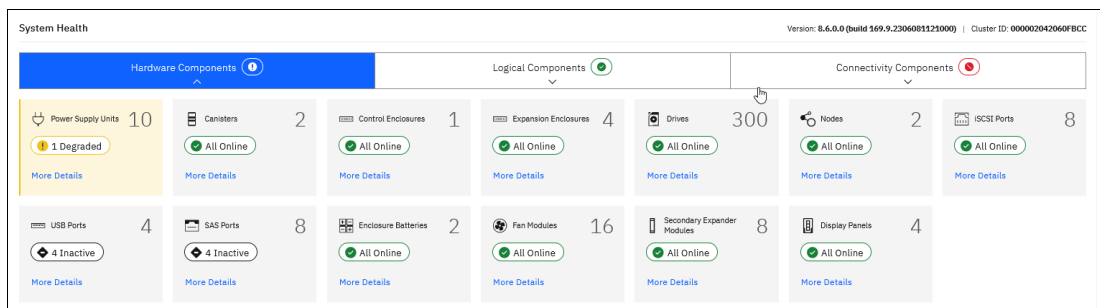 System Health
Version: 8.6.0.0 (build 169.9.2306081121000) | Cluster ID: 000002042060FBCC
Hardware Components
Logical Components
Connectivity Components
Power Supply Units 10
1 Degraded
More Details
Canisters 2
All Online
More Details
Control Enclosures 1
All Online
More Details
Expansion Enclosures 4
All Online
More Details
Drives 300
All Online
More Details
Nodes 2
All Online
More Details
iSCSI Ports 8
All Online
More Details
USB Ports 4
4 Inactive
More Details
SAS Ports 8
4 Inactive
More Details
Enclosure Batteries 2
All Online
More Details
Fan Modules 16
All Online
More Details
Secondary Expander
Modules 8
All Online
More Details
Display Panels 4
All Online
More Details